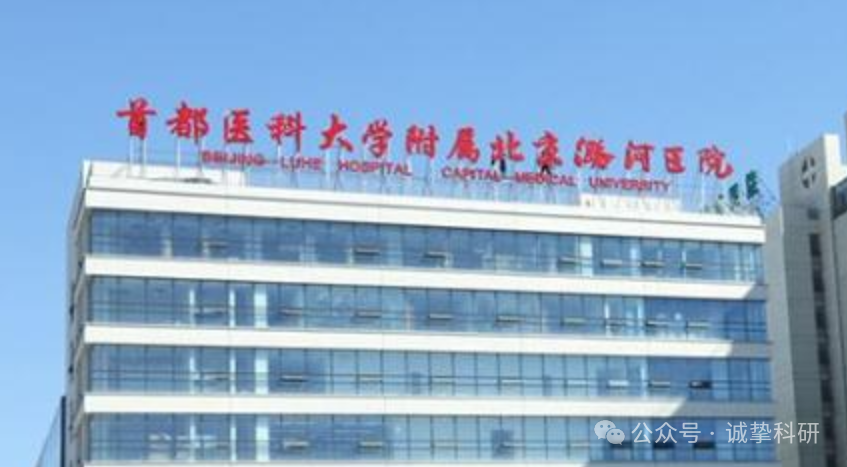 首都医科大学附属北京潞河医院
BEIJING LUHE HOSPITAL CAPITAL MEDICAL UNIVERRITY
公众号 · 诚挚科研